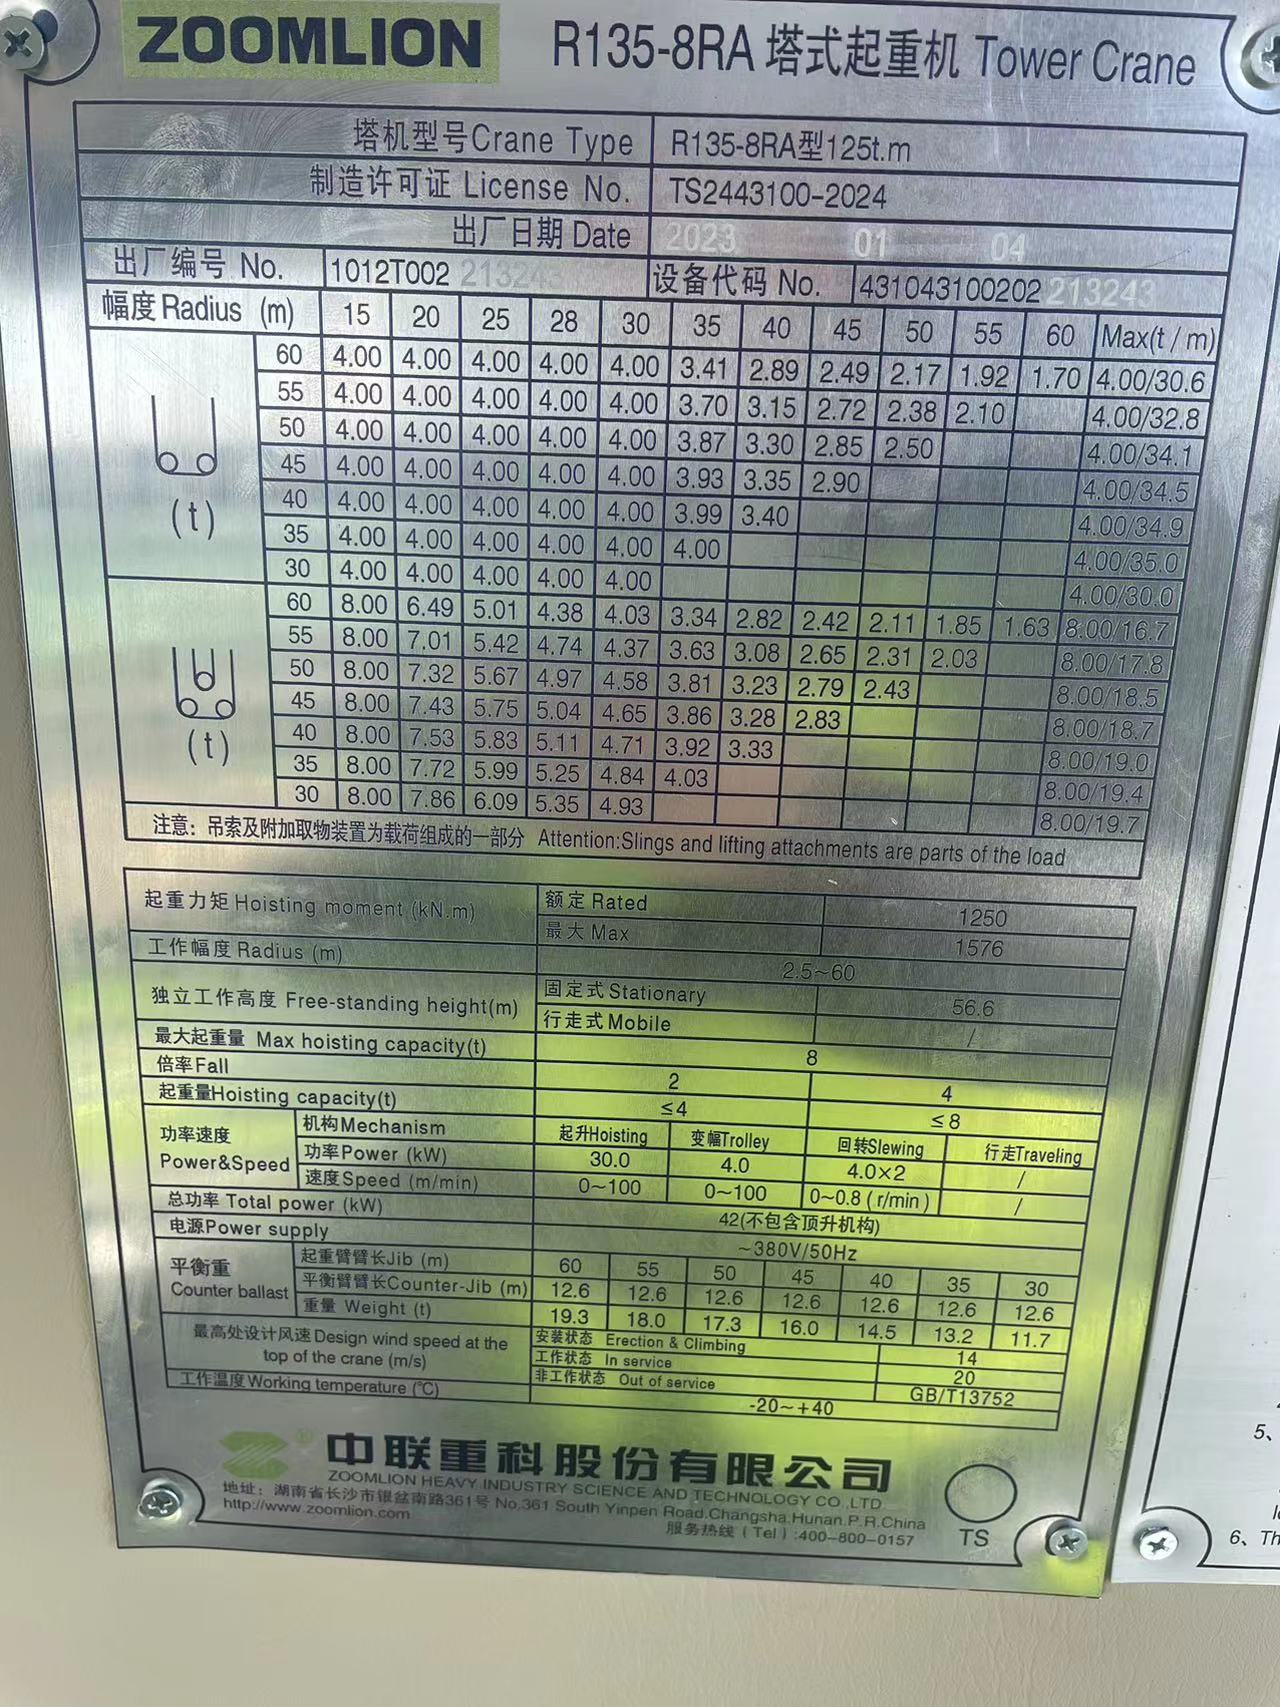 ZOOMLION R135-8RA 塔式起重机 Tower Crane
塔机型号Crane Type R135-8RA型125t.m
制造许可证 License No. TS2443100-2024
出厂日期 Date 2023 01 04
出厂编号 No. 1012T002 213243 设备代码 No. 431043100202 213243
幅度 Radius (m) 15 20 25 28 30 35 40 45 50 55 60 Max(t / m)
60 4.00 4.00 4.00 4.00 4.00 3.41 2.89 2.49 2.17 1.92 1.70 4.00/30.6
55 4.00 4.00 4.00 4.00 4.00 3.70 3.15 2.72 2.38 2.10 4.00/32.8
50 4.00 4.00 4.00 4.00 4.00 3.87 3.30 2.85 2.50 4.00/34.1
45 4.00 4.00 4.00 4.00 4.00 3.93 3.35 2.90 4.00/34.5
(t) 40 4.00 4.00 4.00 4.00 4.00 3.99 3.40 4.00/34.9
35 4.00 4.00 4.00 4.00 4.00 4.00 4.00/35.0
30 4.00 4.00 4.00 4.00 4.00 4.00/30.0
60 8.00 6.49 5.01 4.38 4.03 3.34 2.82 2.42 2.11 1.85 1.63 8.00/16.7
55 8.00 7.01 5.42 4.74 4.37 3.63 3.08 2.65 2.31 2.03 8.00/17.8
50 8.00 7.32 5.67 4.97 4.58 3.81 3.23 2.79 2.43 8.00/18.5
45 8.00 7.43 5.75 5.04 4.65 3.86 3.28 2.83 8.00/18.7
(t) 40 8.00 7.53 5.83 5.11 4.71 3.92 3.33 8.00/19.0
35 8.00 7.72 5.99 5.25 4.84 4.03 8.00/19.4
30 8.00 7.86 6.09 5.35 4.93 8.00/19.7
注意：吊索及附加取物装置为载荷组成的一部分 Attention:Slings and lifting attachments are parts of the load
起重力矩 Hoisting moment (kN.m) 额定 Rated 1250
最大 Max 1576
工作幅度 Radius (m) 2.5~60
独立工作高度 Free-standing height(m) 固定式 Stationary 56.6
行走式 Mobile /
最大起重量 Max hoisting capacity(t) 8
倍率Fall 2 4
起重量Hoisting capacity(t) ≤4 ≤8
功率速度 Power&Speed 机构Mechanism 起升Hoisting 变幅Trolley 回转Slewing 行走Traveling
功率Power (kW) 30.0 4.0 4.0×2 /
速度 Speed (m/min) 0~100 0~100 0~0.8 ( r/min ) /
总功率 Total power (kW) 42(不包含顶升机构)
电源Power supply ~380V/50Hz
平衡重 Counter ballast 起重臂臂长Jib (m) 60 55 50 45 40 35 30
平衡臂臂长Counter-Jib (m) 12.6 12.6 12.6 12.6 12.6 12.6 12.6
重量 Weight (t) 19.3 18.0 17.3 16.0 14.5 13.2 11.7
最高处设计风速 Design wind speed at the top of the crane (m/s) 安装状态 Erection & Climbing 14
工作状态 In service 20
非工作状态 Out of service GB/T13752
工作温度Working temperature (℃) -20~+40
® 中联重科股份有限公司
ZOOMLION HEAVY INDUSTRY SCIENCE AND TECHNOLOGY CO.,LTD
地址：湖南省长沙市银盆南路361号 No.361 South Yinpen Road,Changsha,Hunan,P.R.China
http://www.zoomlion.com 服务热线（Tel）:400-800-0157
TS
5、
6、Th